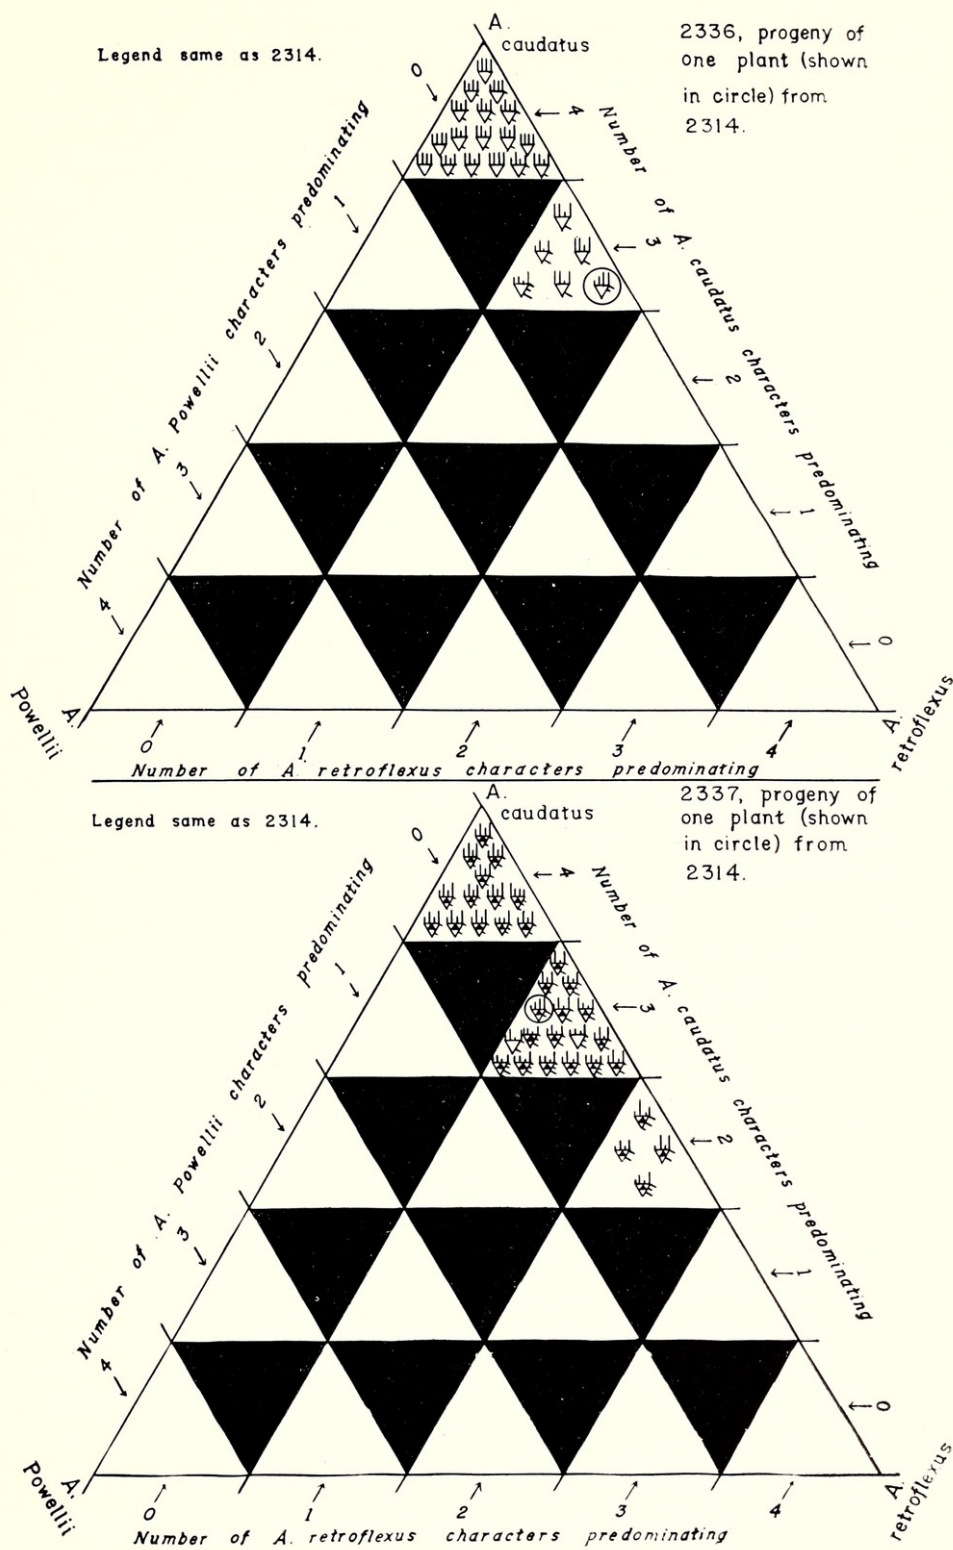 A.
caudatus
Legend same as 2314.
2336, progeny of
one plant (shown
in circle) from
2314.
0
1
2
3
4
Number of A. Powellii characters predominating
4
3
2
1
0
Number of A. caudatus characters predominating
A.
Powellii
A.
retroflexus
0
1
2
3
4
Number of A. retroflexus characters predominating
A.
caudatus
Legend same as 2314.
2337, progeny of
one plant (shown
in circle) from
2314.
0
1
2
3
4
Number of A. Powellii characters predominating
4
3
2
1
0
Number of A. caudatus characters predominating
A.
Powellii
A.
retroflexus
0
1
2
3
4
Number of A. retroflexus characters predominating